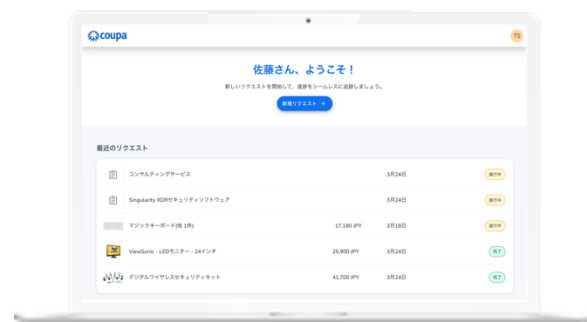 coupa
TS
佐藤さん、ようこそ！
新しいリクエストを開始して、進捗をシームレスに追跡しましょう。
新規リクエスト +
最近のリクエスト
コンサルティングサービス 3月24日 進行中
Singularity XDRセキュリティソフトウェア 3月24日 進行中
マジックキーボード(他 1件) 17,180 JPY 3月18日 進行中
ViewSonic - LEDモニター - 24インチ 25,900 JPY 3月24日 完了
デジタルワイヤレスセキュリティキット 41,700 JPY 3月24日 完了